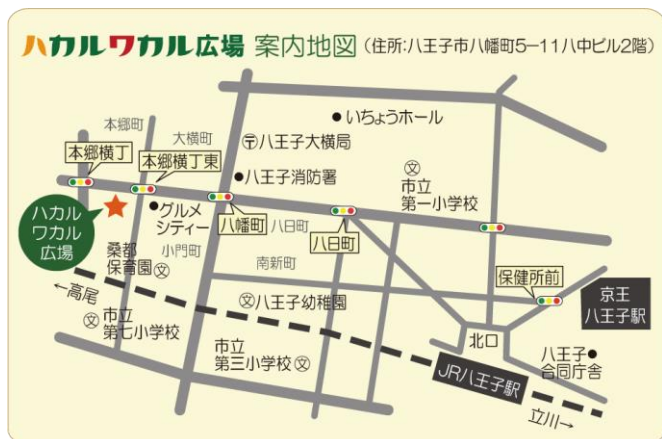 ハカルワカル広場 案内地図(住所:八王子市八幡町5−11八中ビル2階)
いちょうホール
本郷町
大横町
〒八王子大横局
本郷横丁
本郷横丁東
八王子消防署
文
市立
第一小学校
ハカル
ワカル
広場
グルメ
シティー
八幡町
八日町
八日町
桑都
保育園文
小門町
南新町
保健所前
京王
八王子駅
←高尾
文八王子幼稚園
文市立
第七小学校
北口
市立
第三小学校文
八王子
合同庁舎
JR八王子駅
立川→